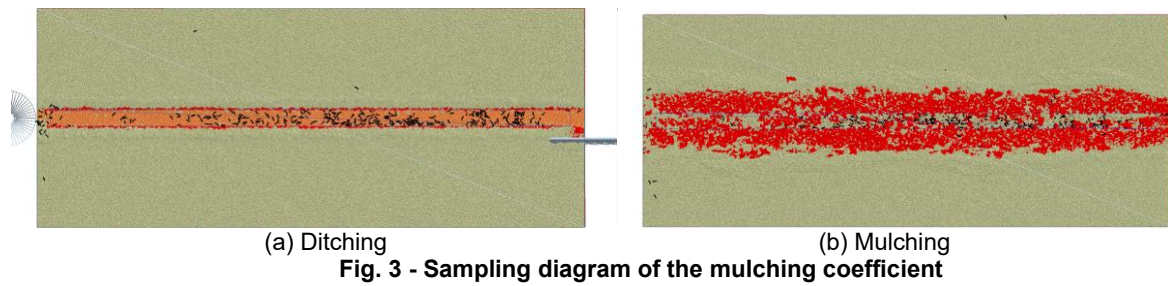 (a) Ditching
(b) Mulching
Fig. 3 - Sampling diagram of the mulching coefficient